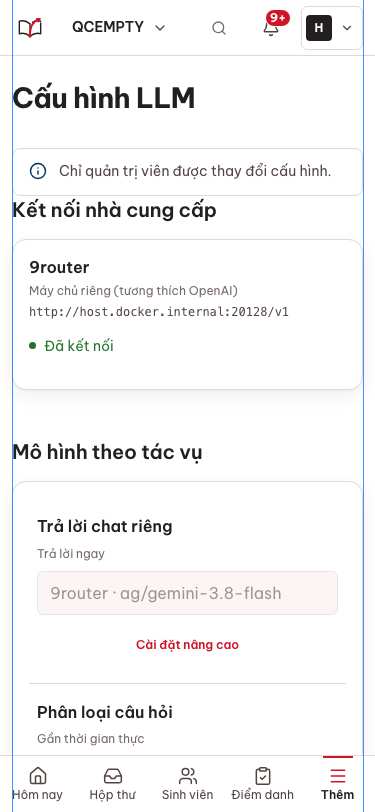 QCEMPTY
9+
H
Cấu hình LLM
Chỉ quản trị viên được thay đổi cấu hình.
Kết nối nhà cung cấp
9router
Máy chủ riêng (tương thích OpenAI)
http://host.docker.internal:20128/v1
Đã kết nối
Mô hình theo tác vụ
Trả lời chat riêng
Trả lời ngay
9router · ag/gemini-3.8-flash
Cài đặt nâng cao
Phân loại câu hỏi
Gần thời gian thực
Hôm nay
Hộp thư
Sinh viên
Điểm danh
Thêm